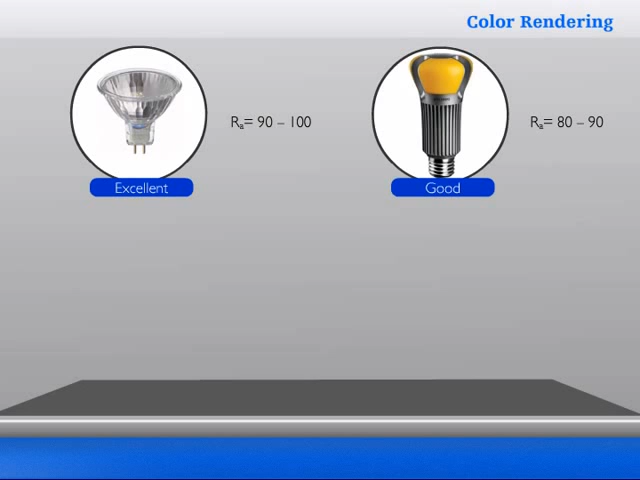 Color Rendering
Rₐ= 90 – 100
Rₐ= 80 – 90
Excellent
Good